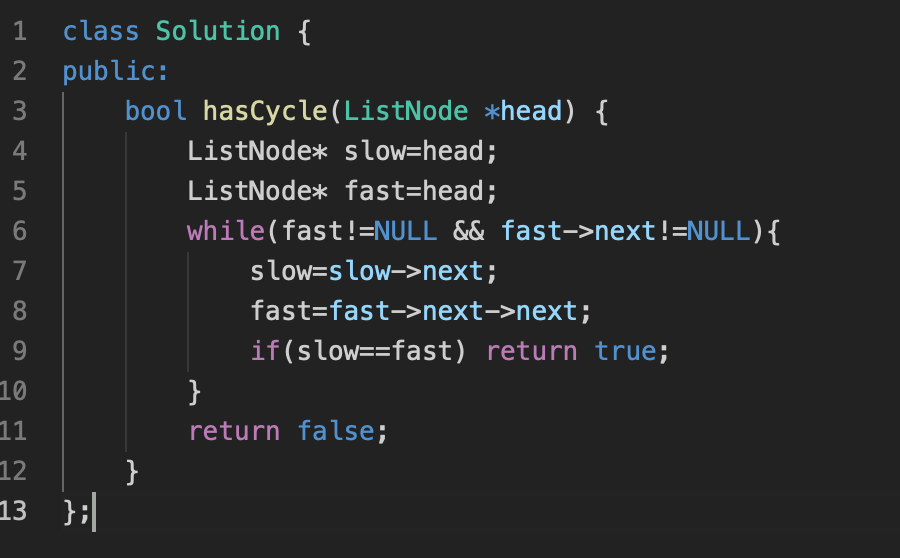 1 class Solution {
2 public:
3     bool hasCycle(ListNode *head) {
4         ListNode* slow=head;
5         ListNode* fast=head;
6         while(fast!=NULL && fast->next!=NULL){
7             slow=slow->next;
8             fast=fast->next->next;
9             if(slow==fast) return true;
10         }
11         return false;
12     }
13 };